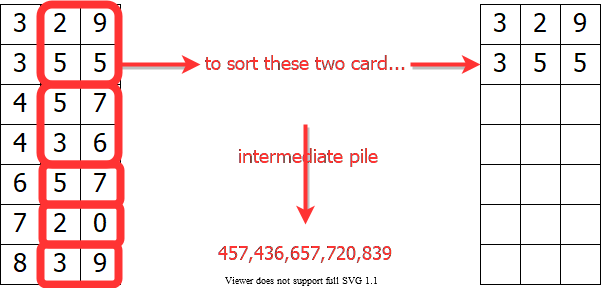 3 2 9 3 2 9
3 5 5 to sort these two card... 3 5 5
4 5 7
4 3 6 intermediate pile
6 5 7
7 2 0
8 3 9 457,436,657,720,839
Viewer does not support full SVG 1.1